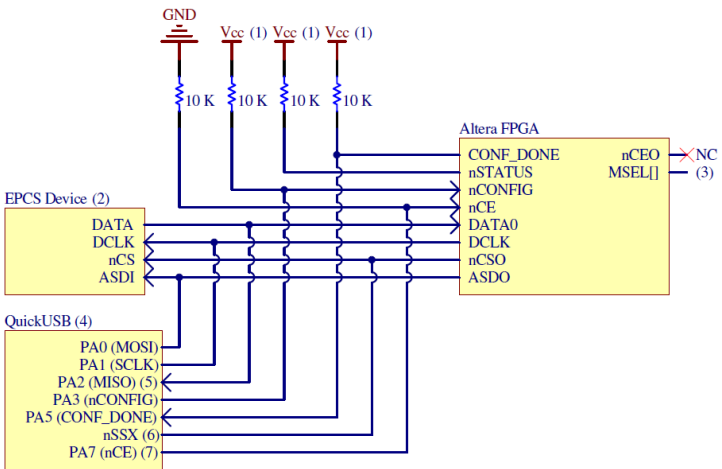 GND
Vcc (1) Vcc (1) Vcc (1)
10 K 10 K 10 K 10 K
Altera FPGA
CONF_DONE nCEO NC
nSTATUS MSEL[] (3)
nCONFIG
nCE
DATA0
DCLK
nCSO
ASDO
EPCS Device (2)
DATA
DCLK
nCS
ASDI
QuickUSB (4)
PA0 (MOSI)
PA1 (SCLK)
PA2 (MISO) (5)
PA3 (nCONFIG)
PA5 (CONF_DONE)
nSSX (6)
PA7 (nCE) (7)